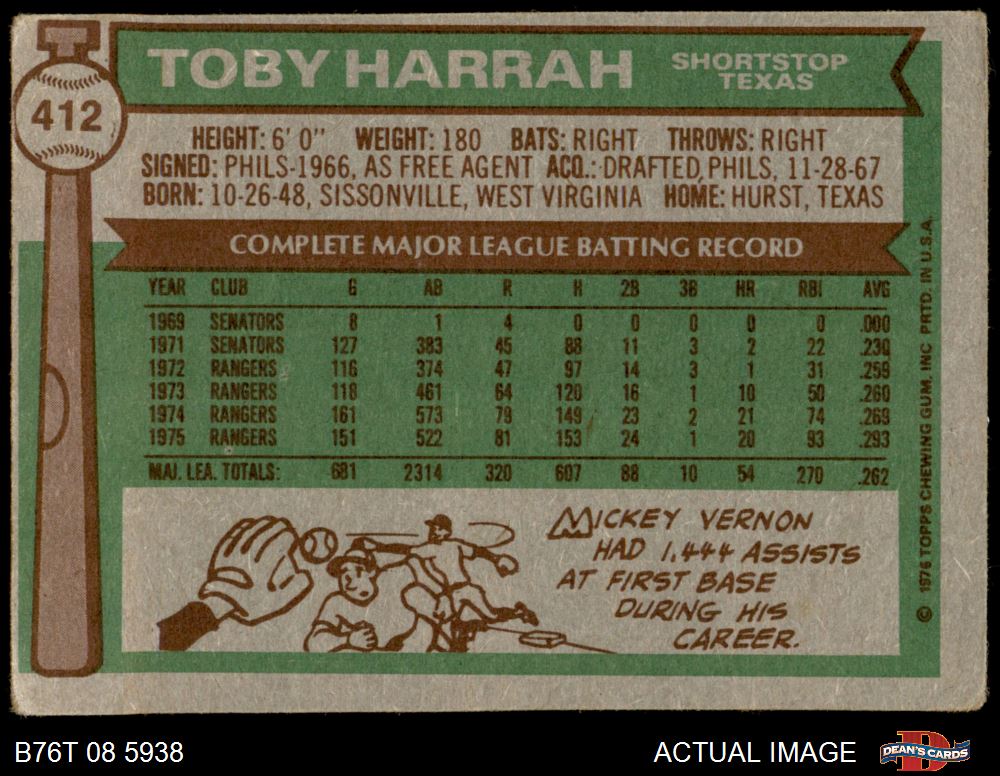 412
TOBY HARRAH
SHORTSTOP
TEXAS
HEIGHT: 6' 0" WEIGHT: 180 BATS: RIGHT THROWS: RIGHT
SIGNED: PHILS-1966, AS FREE AGENT ACQ.: DRAFTED, PHILS, 11-28-67
BORN: 10-26-48, SISSONVILLE, WEST VIRGINIA HOME: HURST, TEXAS
COMPLETE MAJOR LEAGUE BATTING RECORD
YEAR CLUB G AB R H 2B 3B HR RBI AVG
1969 SENATORS 8 1 4 0 0 0 0 0 .000
1971 SENATORS 127 383 45 88 11 3 2 22 .230
1972 RANGERS 116 374 47 97 14 3 1 31 .259
1973 RANGERS 118 461 64 120 16 1 10 50 .260
1974 RANGERS 161 573 79 149 23 2 21 74 .269
1975 RANGERS 151 522 81 153 24 1 20 93 .293
MAJ. LEA. TOTALS: 681 2314 320 607 88 10 54 270 .262
MICKEY VERNON
HAD 1,444 ASSISTS
AT FIRST BASE
DURING HIS
CAREER.
© 1976 TOPPS CHEWING GUM, INC PRTD. IN U.S.A.
B76T 08 5938
ACTUAL IMAGE
D
DEAN'S CARDS